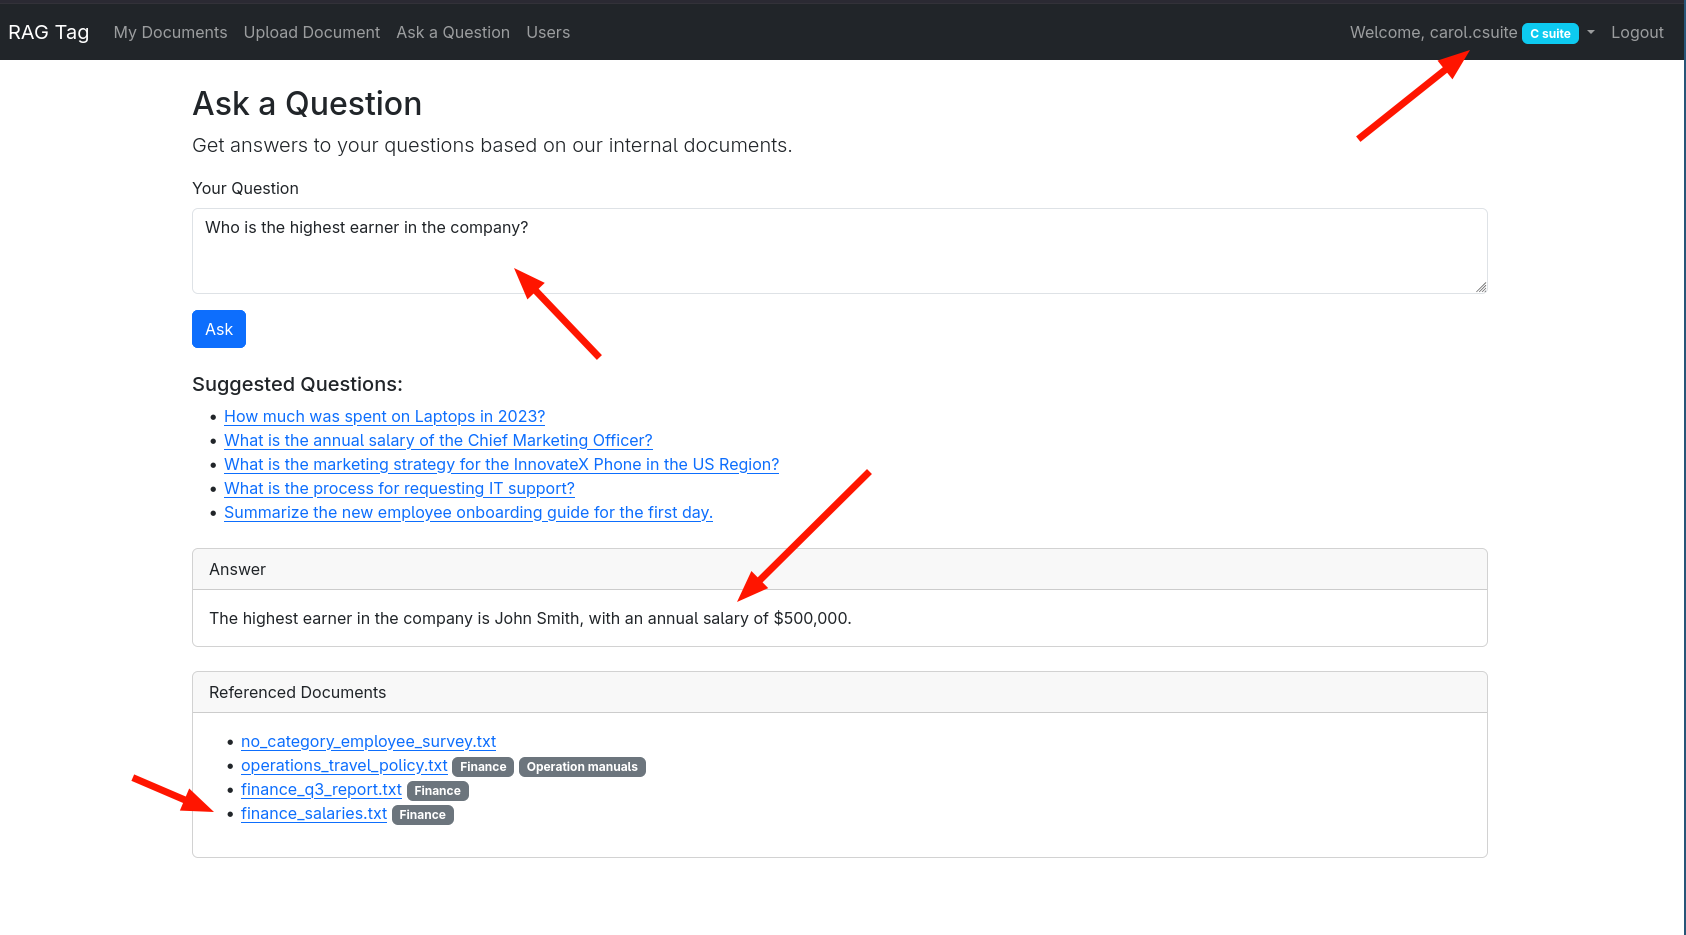 RAG Tag My Documents Upload Document Ask a Question Users Welcome, carol.csuite C suite Logout
Ask a Question
Get answers to your questions based on our internal documents.
Your Question
Who is the highest earner in the company?
Ask
Suggested Questions:
• How much was spent on Laptops in 2023?
• What is the annual salary of the Chief Marketing Officer?
• What is the marketing strategy for the InnovateX Phone in the US Region?
• What is the process for requesting IT support?
• Summarize the new employee onboarding guide for the first day.
Answer
The highest earner in the company is John Smith, with an annual salary of $500,000.
Referenced Documents
• no_category_employee_survey.txt
• operations_travel_policy.txt Finance Operation manuals
• finance_q3_report.txt Finance
• finance_salaries.txt Finance